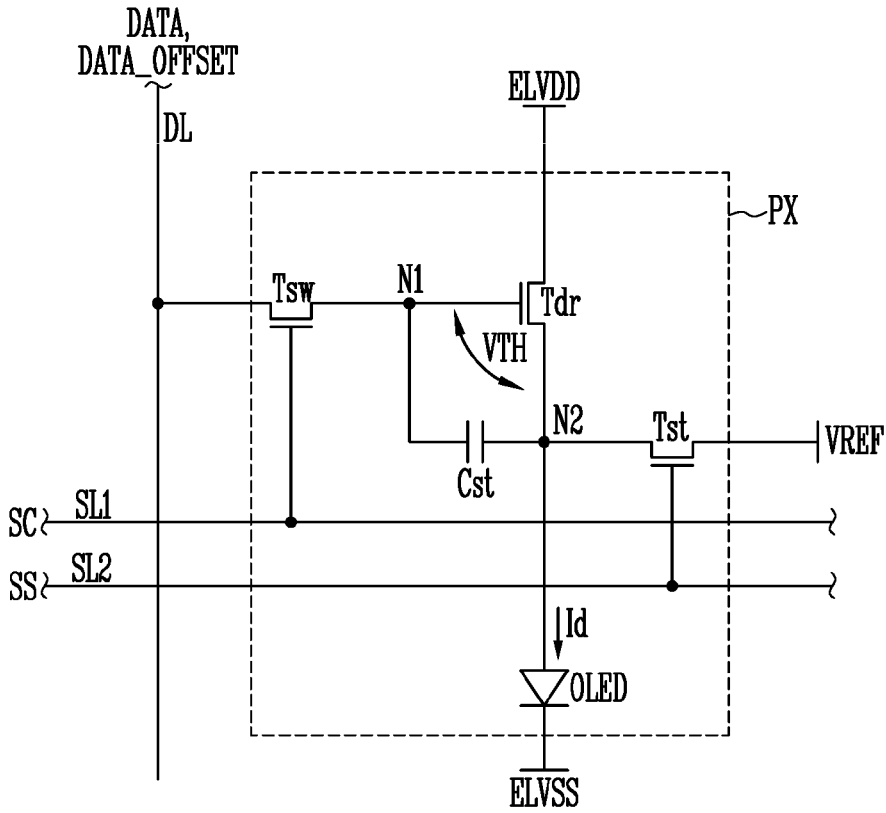 DATA,
DATA_OFFSET
ELVDD
DL
PX
Tsw
N1
Tdr
VTH
N2
Tst
VREF
Cst
SC
SL1
SS
SL2
Id
OLED
ELVSS